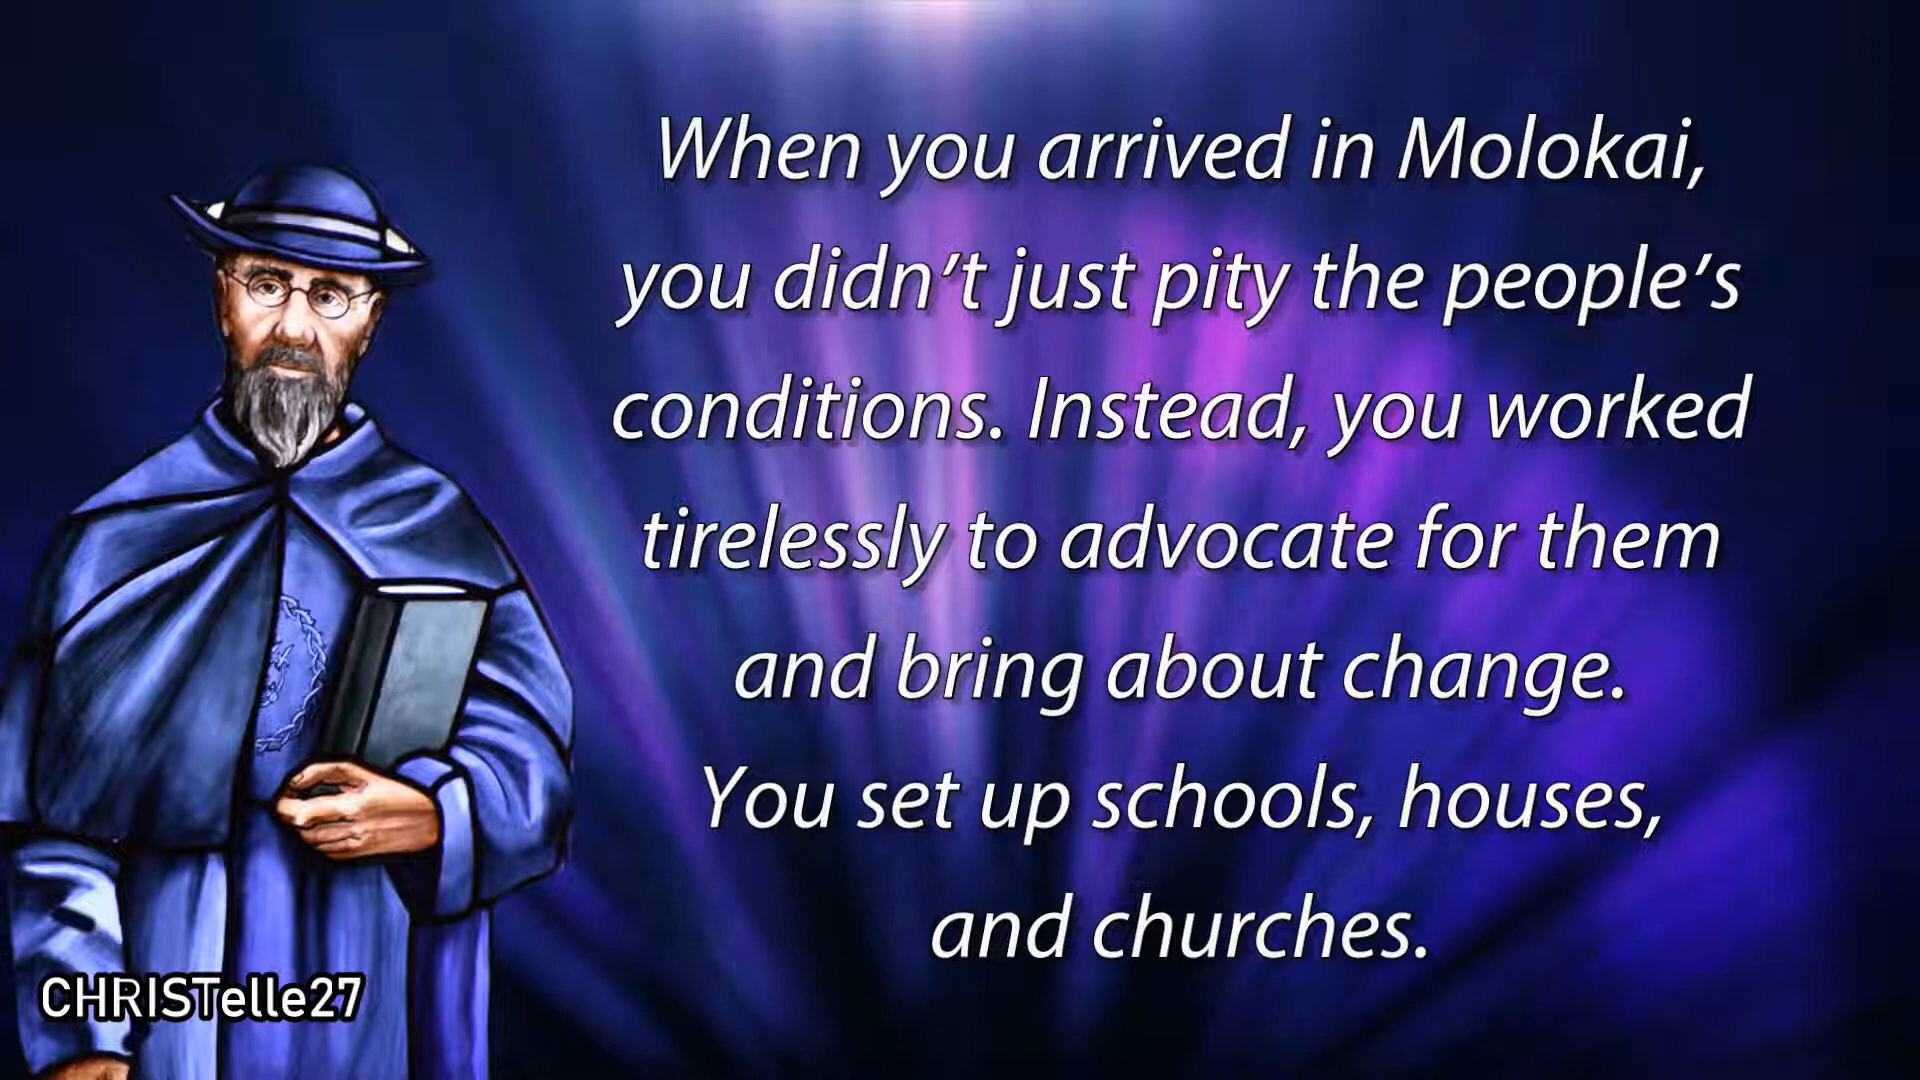 When you arrived in Molokai,
you didn’t just pity the people’s
conditions. Instead, you worked
tirelessly to advocate for them
and bring about change.
You set up schools, houses,
and churches.
CHRISTelle27